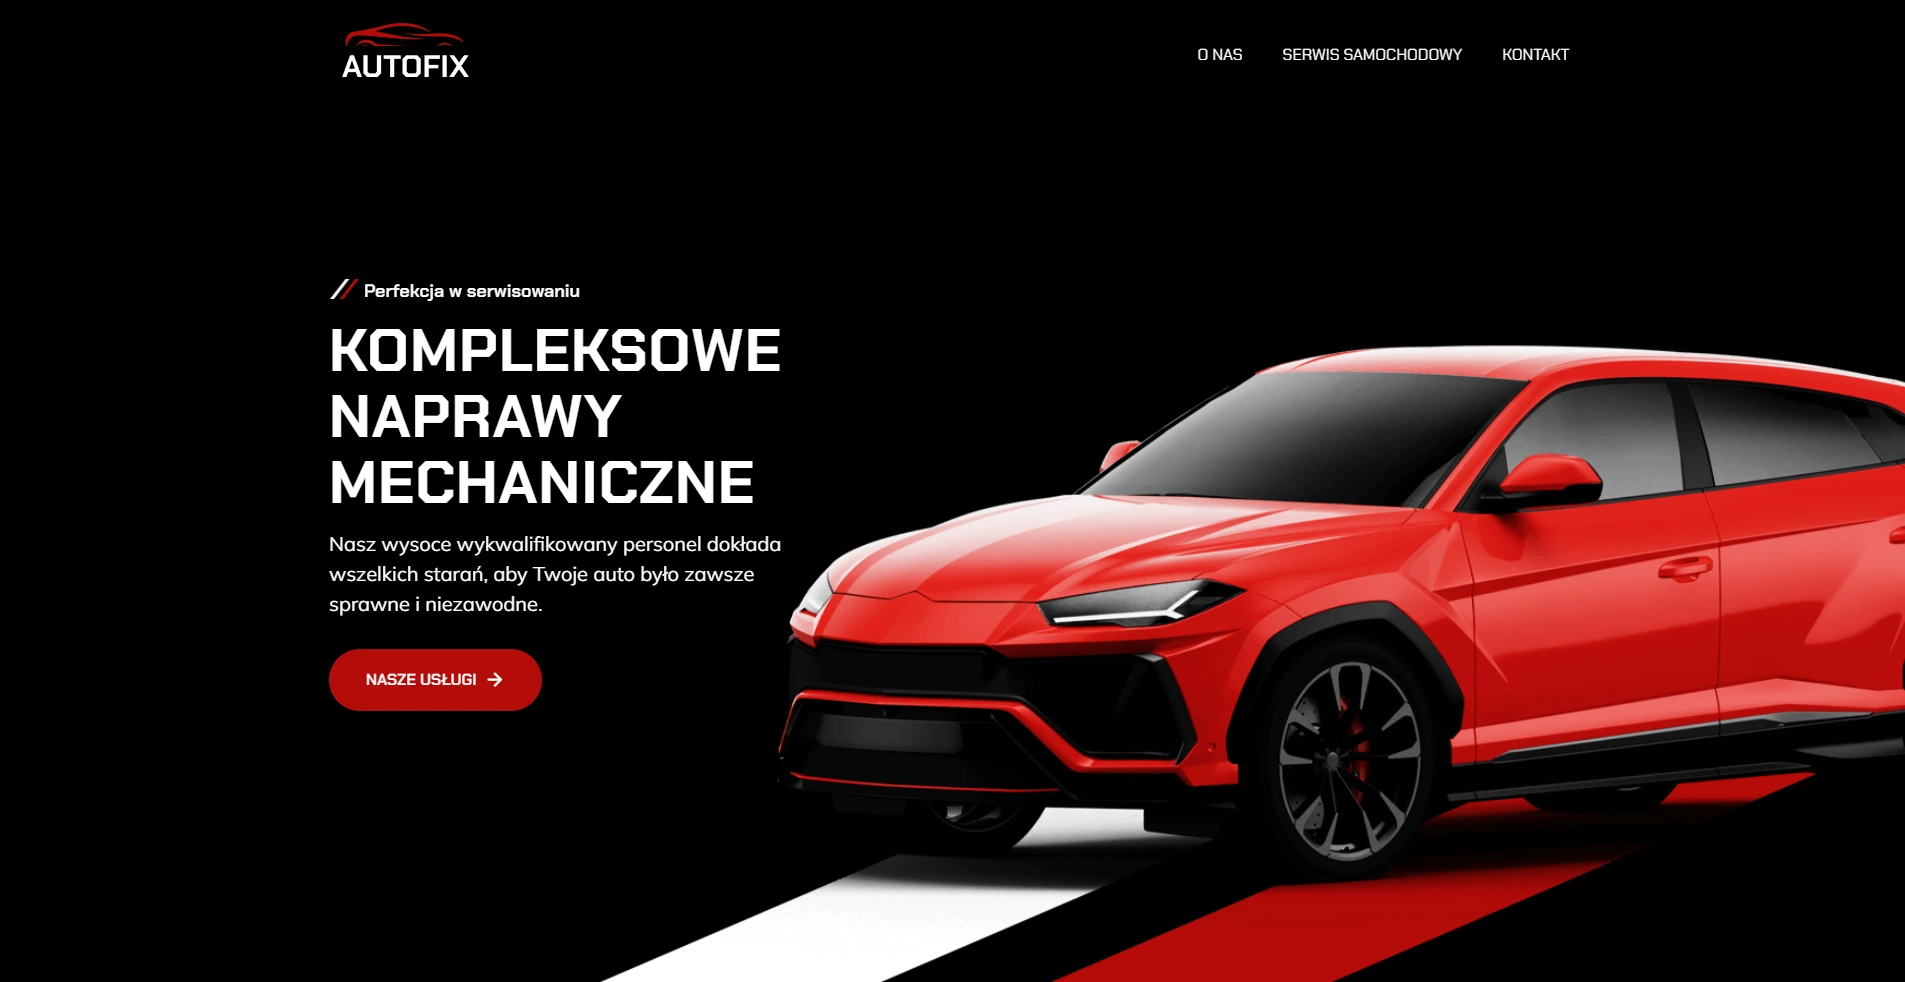 AUTOFIX
O NAS
SERWIS SAMOCHODOWY
KONTAKT
Perfekcja w serwisowaniu
KOMPLEKSOWE
NAPRAWY
MECHANICZNE
Nasz wysoce wykwalifikowany personel dokłada
wszelkich starań, aby Twoje auto było zawsze
sprawne i niezawodne.
NASZE USŁUGI